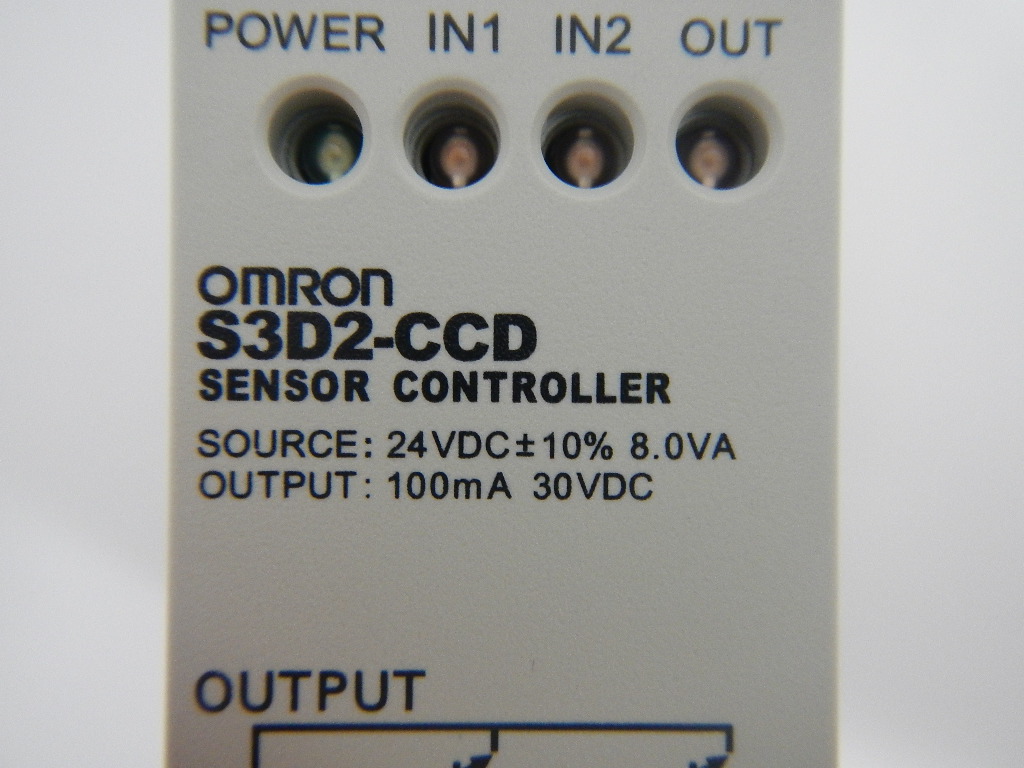 POWER IN1 IN2 OUT
OMRON
S3D2-CCD
SENSOR CONTROLLER
SOURCE: 24VDC±10% 8.0VA
OUTPUT: 100mA 30VDC
OUTPUT